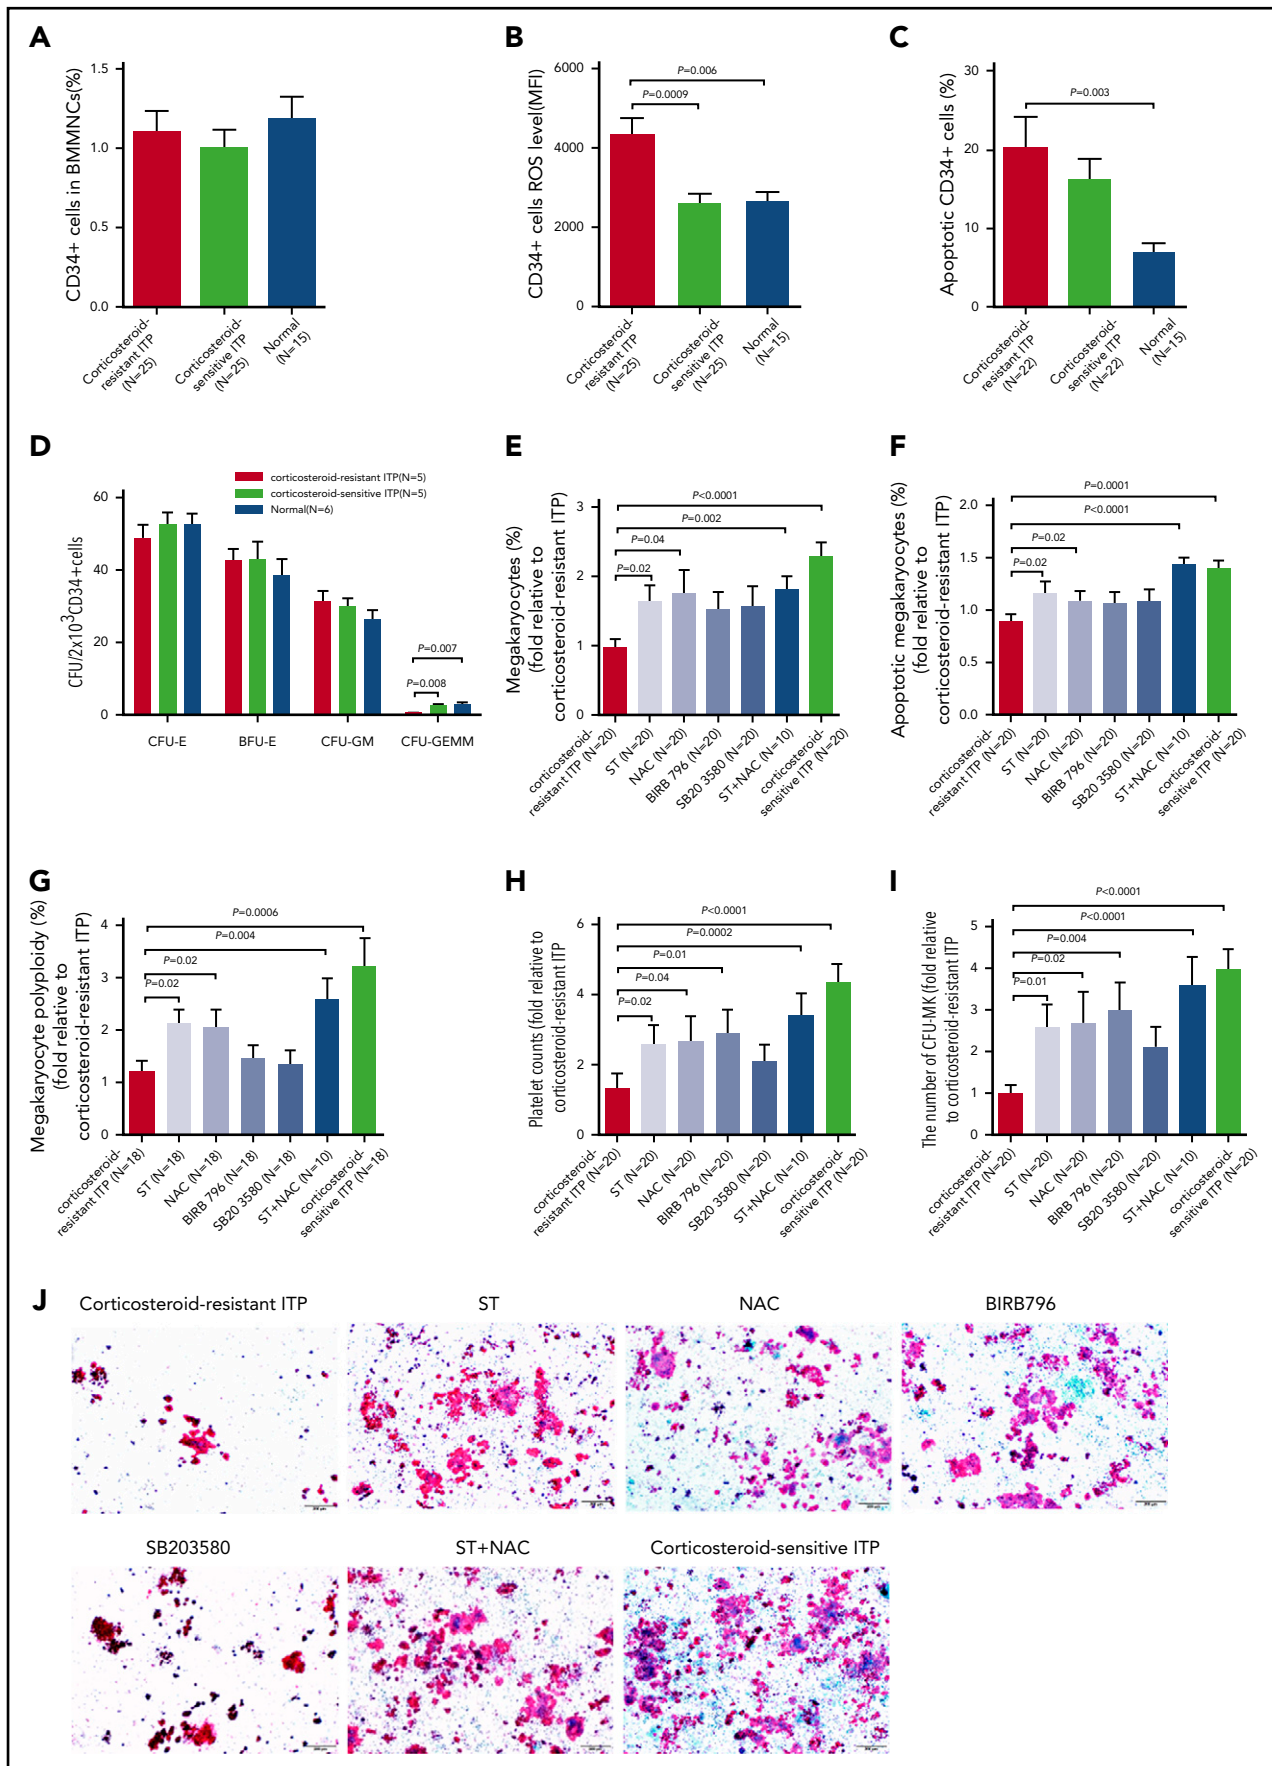 A
CD34+ cells in BMMNCs(%)
1.5
1.0
0.5
0.0
Corticosteroid-
resistant ITP
(N=25)
Corticosteroid-
sensitive ITP
(N=25)
Normal
(N=15)
B
CD34+ cells ROS level(MFI)
6000
4000
2000
0
P=0.006
P=0.0009
Corticosteroid-
resistant ITP
(N=25)
Corticosteroid-
sensitive ITP
(N=25)
Normal
(N=15)
C
Apoptotic CD34+ cells (%)
30
20
10
0
P=0.003
Corticosteroid-
resistant ITP
(N=22)
Corticosteroid-
sensitive ITP
(N=22)
Normal
(N=15)
D
CFU/2x10³CD34+cells
60
40
20
0
corticosteroid-resistant ITP(N=5)
corticosteroid-sensitive ITP(N=5)
Normal(N=6)
P=0.007
P=0.008
CFU-E
BFU-E
CFU-GM
CFU-GEMM
E
Megakaryocytes (%)
(fold relative to
corticosteroid-resistant ITP)
3
2
1
0
P<0.0001
P=0.002
P=0.04
P=0.02
corticosteroid-
resistant ITP (N=20)
ST (N=20)
NAC (N=20)
BIRB 796 (N=20)
SB20 3580 (N=20)
ST+NAC (N=10)
corticosteroid-
sensitive ITP (N=20)
F
Apoptotic megakaryocytes (%)
(fold relative to
corticosteroid-resistant ITP)
2.0
1.5
1.0
0.5
0.0
P=0.0001
P<0.0001
P=0.02
P=0.02
corticosteroid-
resistant ITP (N=20)
ST (N=20)
NAC (N=20)
BIRB 796 (N=20)
SB20 3580 (N=20)
ST+NAC (N=10)
corticosteroid-
sensitive ITP (N=20)
G
Megakaryocyte polyploidy (%)
(fold relative to
corticosteroid-resistant ITP)
4
3
2
1
0
P=0.0006
P=0.004
P=0.02
P=0.02
corticosteroid-
resistant ITP (N=18)
ST (N=18)
NAC (N=18)
BIRB 796 (N=18)
SB20 3580 (N=18)
ST+NAC (N=10)
corticosteroid-
sensitive ITP (N=18)
H
Platelet counts (fold relative to
corticosteroid-resistant ITP
6
4
2
0
P<0.0001
P=0.0002
P=0.01
P=0.04
P=0.02
corticosteroid-
resistant ITP (N=20)
ST (N=20)
NAC (N=20)
BIRB 796 (N=20)
SB20 3580 (N=20)
ST+NAC (N=10)
corticosteroid-
sensitive ITP (N=20)
I
The number of CFU-MK (fold relative
to corticosteroid-resistant ITP
5
4
3
2
1
0
P<0.0001
P<0.0001
P=0.004
P=0.02
P=0.01
corticosteroid-
resistant ITP (N=20)
ST (N=20)
NAC (N=20)
BIRB 796 (N=20)
SB20 3580 (N=20)
ST+NAC (N=10)
corticosteroid-
sensitive ITP (N=20)
J
Corticosteroid-resistant ITP
ST
NAC
BIRB796
SB203580
ST+NAC
Corticosteroid-sensitive ITP